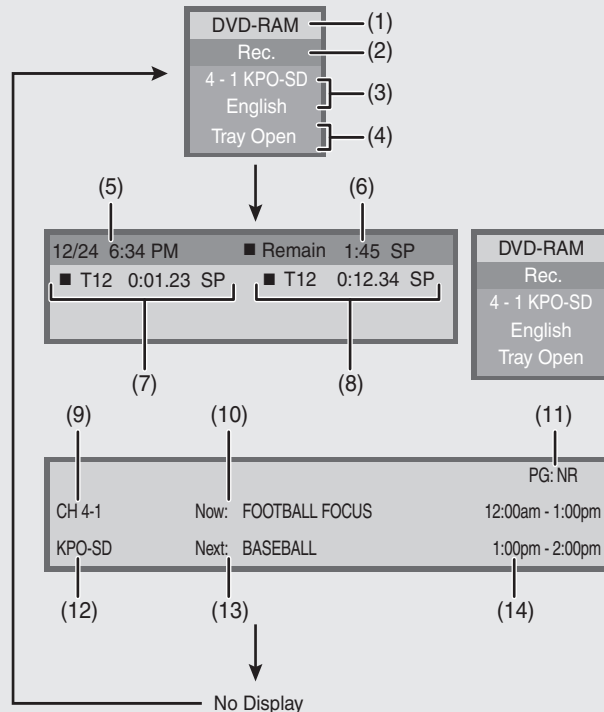 DVD-RAM (1)
Rec. (2)
4 - 1 KPO-SD
English (3)
Tray Open (4)
(5) (6)
12/24 6:34 PM ■ Remain 1:45 SP
■ T12 0:01.23 SP ■ T12 0:12.34 SP
(7) (8)
DVD-RAM
Rec.
4 - 1 KPO-SD
English
Tray Open
(9) (10) (11)
PG: NR
CH 4-1 Now: FOOTBALL FOCUS 12:00am - 1:00pm
KPO-SD Next: BASEBALL 1:00pm - 2:00pm
(12) (13) (14)
No Display